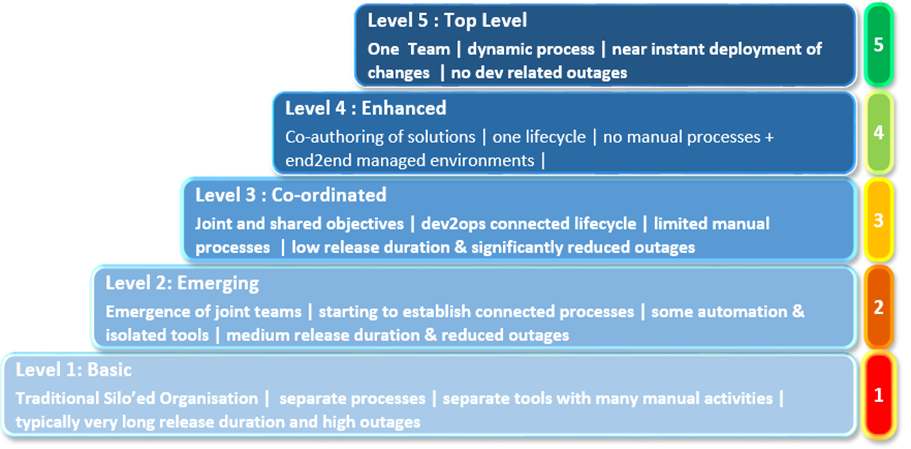 Level 5 : Top Level
One Team | dynamic process | near instant deployment of
changes | no dev related outages
5
Level 4 : Enhanced
Co-authoring of solutions | one lifecycle | no manual processes +
end2end managed environments |
4
Level 3 : Co-ordinated
Joint and shared objectives | dev2ops connected lifecycle | limited manual
processes | low release duration & significantly reduced outages
3
Level 2: Emerging
Emergence of joint teams | starting to establish connected processes | some automation &
isolated tools | medium release duration & reduced outages
2
Level 1: Basic
Traditional Silo’ed Organisation | separate processes | separate tools with many manual activities |
typically very long release duration and high outages
1